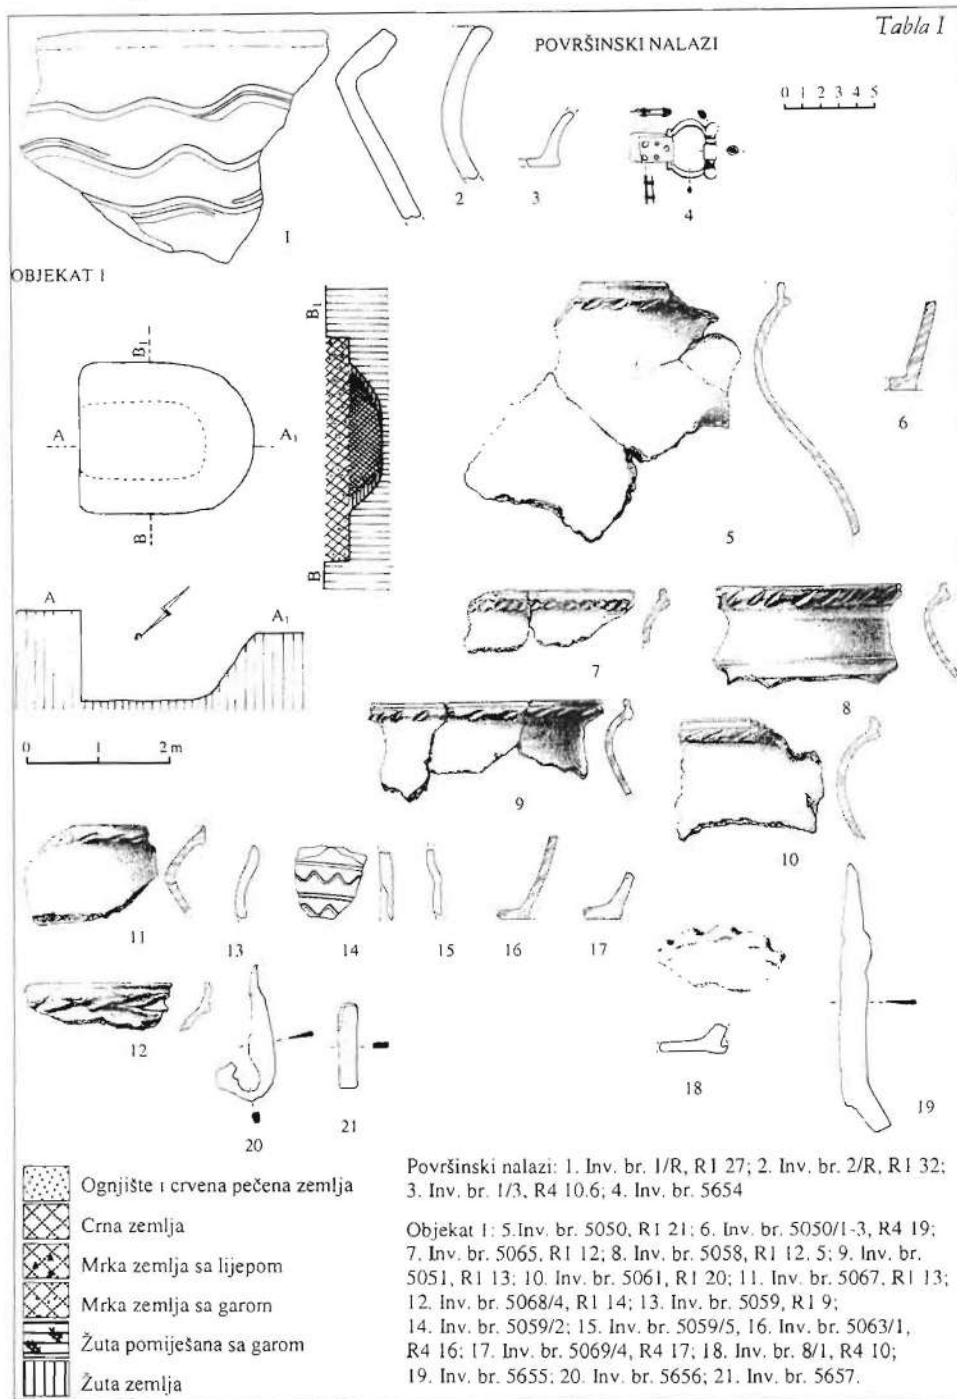 Tabla I
POVRŠINSKI NALAZI
0 1 2 3 4 5
1
2
3
4
OBJEKAT 1
B₁
B₁
A
A₁
B
B
A
A₁
0 1 2 m
5
6
7
8
9
10
11
13
14
15
16
17
12
18
19
20
21
Ognjište i crvena pečena zemlja
Crna zemlja
Mrka zemlja sa lijepom
Mrka zemlja sa garom
Žuta pomiješana sa garom
Žuta zemlja
Površinski nalazi: 1. Inv. br. 1/R, R1 27; 2. Inv. br. 2/R, R1 32;
3. Inv. br. 1/3, R4 10.6; 4. Inv. br. 5654
Objekat 1: 5.Inv. br. 5050, R1 21; 6. Inv. br. 5050/1-3, R4 19;
7. Inv. br. 5065, R1 12; 8. Inv. br. 5058, R1 12. 5; 9. Inv. br.
5051, R1 13; 10. Inv. br. 5061, R1 20; 11. Inv. br. 5067, R1 13;
12. Inv. br. 5068/4, R1 14; 13. Inv. br. 5059, R1 9;
14. Inv. br. 5059/2; 15. Inv. br. 5059/5, 16. Inv. br. 5063/1,
R4 16; 17. Inv. br. 5069/4, R4 17; 18. Inv. br. 8/1, R4 10;
19. Inv. br. 5655; 20. Inv. br. 5656; 21. Inv. br. 5657.